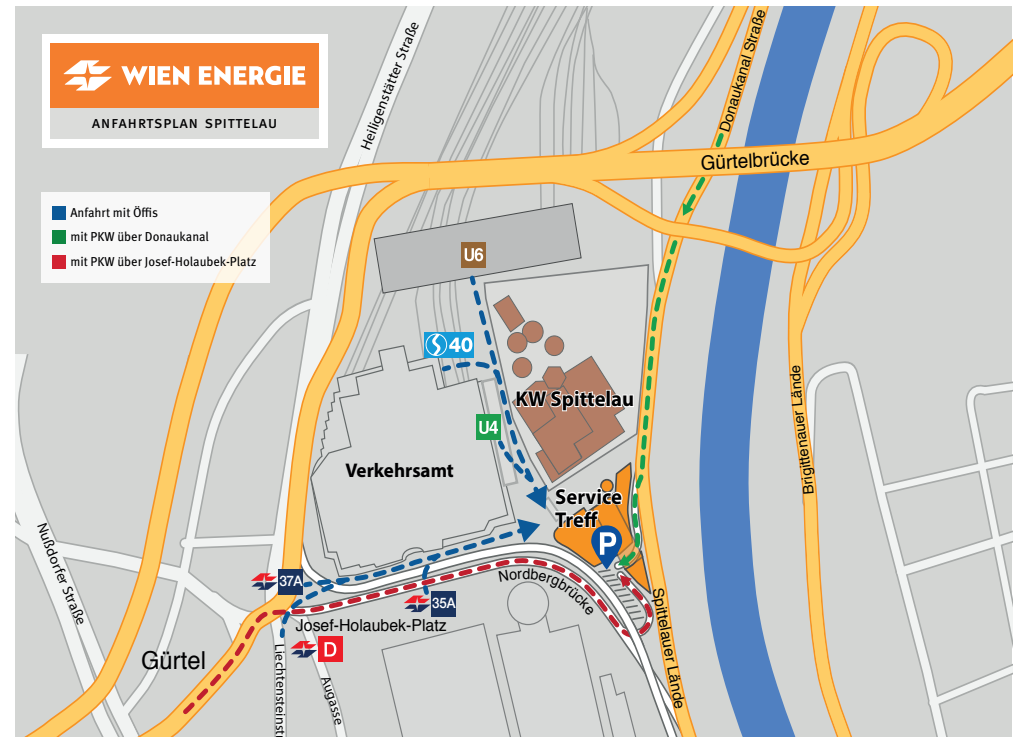 WIEN ENERGIE
ANFAHRTSPLAN SPITTELAU
Heiligenstätter Straße
Donaukanal Straße
Gürtelbrücke
Anfahrt mit Öffis
mit PKW über Donaukanal
mit PKW über Josef-Holaubek-Platz
U6
S 40
KW Spittelau
U4
Verkehrsamt
Brigittenauer Lände
Service
Treff
P
Nußdorfer Straße
37A
35A
Nordbergbrücke
Spittelauer Lände
Josef-Holaubek-Platz
D
Gürtel
Liechtensteinstr
Augasse